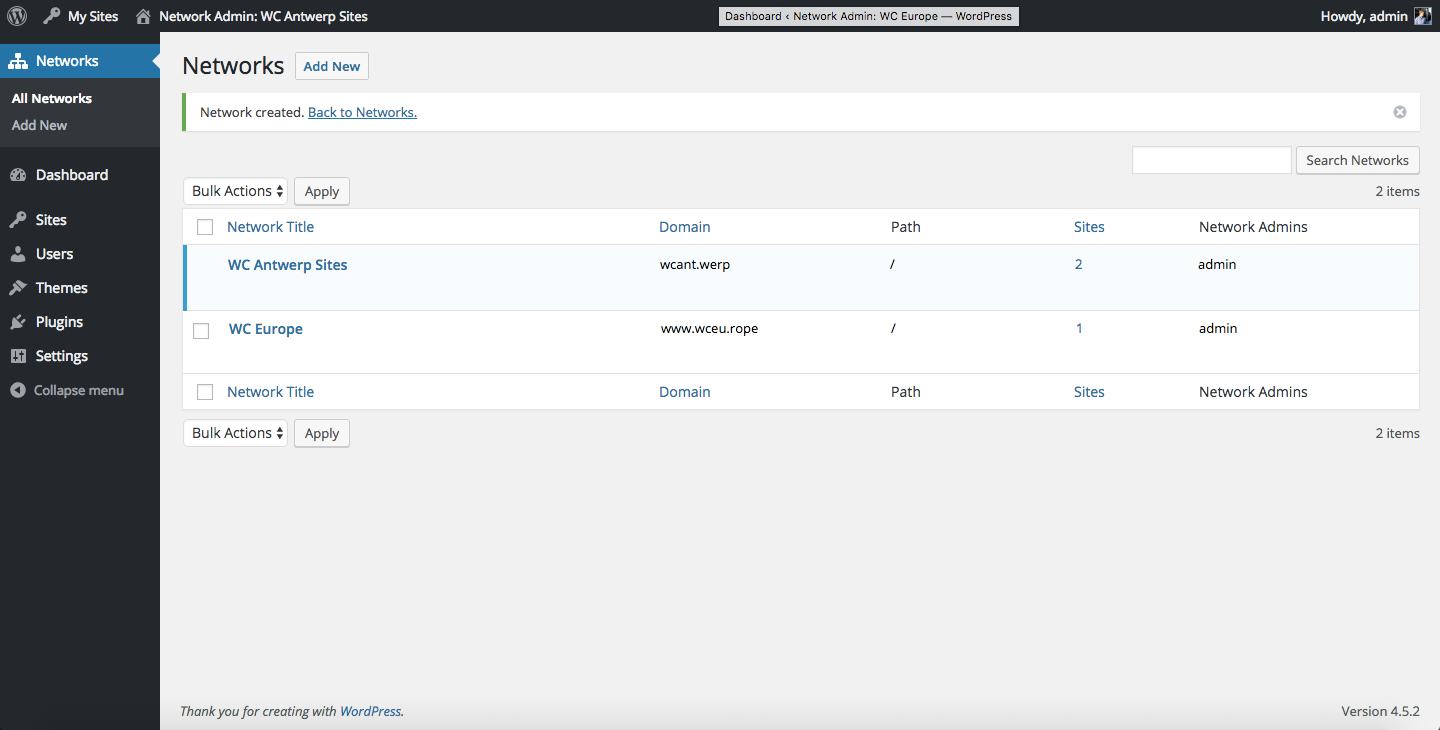 My Sites Network Admin: WC Antwerp Sites Dashboard ‹ Network Admin: WC Europe — WordPress Howdy, admin
Networks
All Networks
Add New
Dashboard
Sites
Users
Themes
Plugins
Settings
Collapse menu
Networks Add New
Network created. Back to Networks.
Search Networks
Bulk Actions Apply 2 items
Network Title Domain Path Sites Network Admins
WC Antwerp Sites wcant.werp / 2 admin
WC Europe www.wceu.rope / 1 admin
Network Title Domain Path Sites Network Admins
Bulk Actions Apply 2 items
Thank you for creating with WordPress. Version 4.5.2